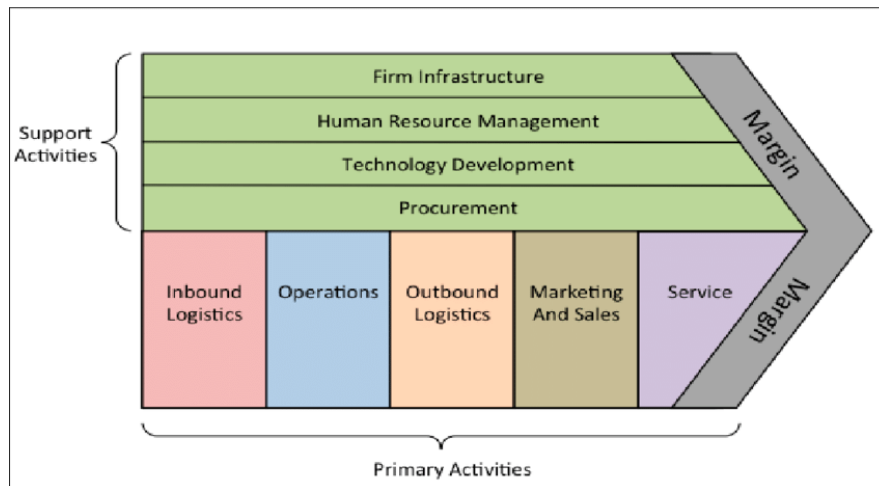 Firm Infrastructure
Human Resource Management
Support
Activities
Technology Development
Procurement
Margin
Inbound
Logistics
Operations
Outbound
Logistics
Marketing
And Sales
Service
Margin
Primary Activities